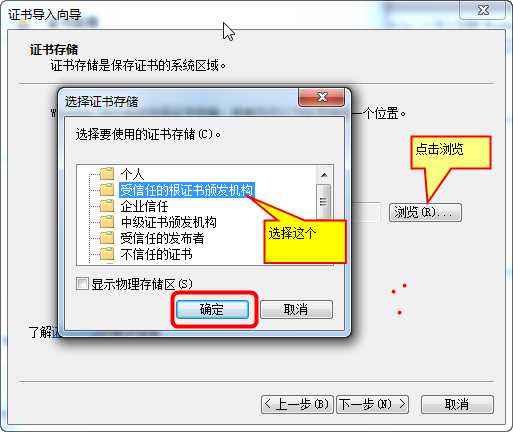 证书导入向导
证书存储
证书存储是保存证书的系统区域。
一个位置。
选择证书存储
选择要使用的证书存储(C)。
个人
受信任的根证书颁发机构
企业信任
中级证书颁发机构
受信任的发布者
不信任的证书
显示物理存储区(S)
确定
取消
点击浏览
浏览(R)...
选择这个
了解证
< 上一步(B)
下一步(N) >
取消